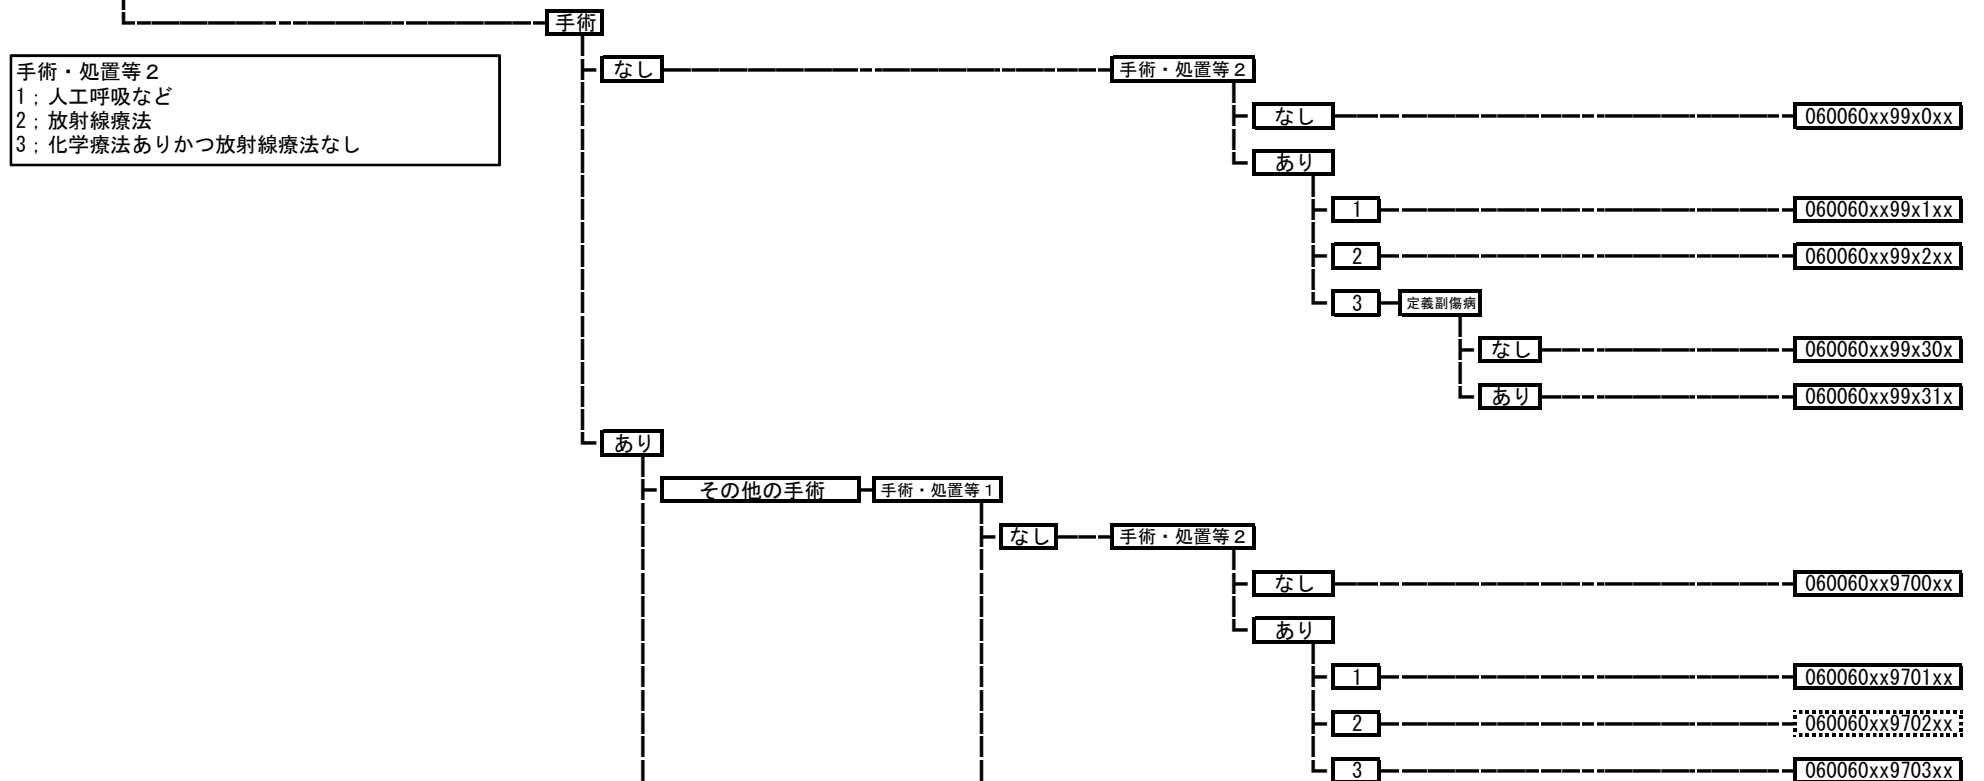 手術
手術・処置等２
1；人工呼吸など
2；放射線療法
3；化学療法ありかつ放射線療法なし
なし 手術・処置等２
なし 060060xx99x0xx
あり
1 060060xx99x1xx
2 060060xx99x2xx
3 定義副傷病
なし 060060xx99x30x
あり 060060xx99x31x
あり
その他の手術 手術・処置等１
なし 手術・処置等２
なし 060060xx9700xx
あり
1 060060xx9701xx
2 060060xx9702xx
3 060060xx9703xx